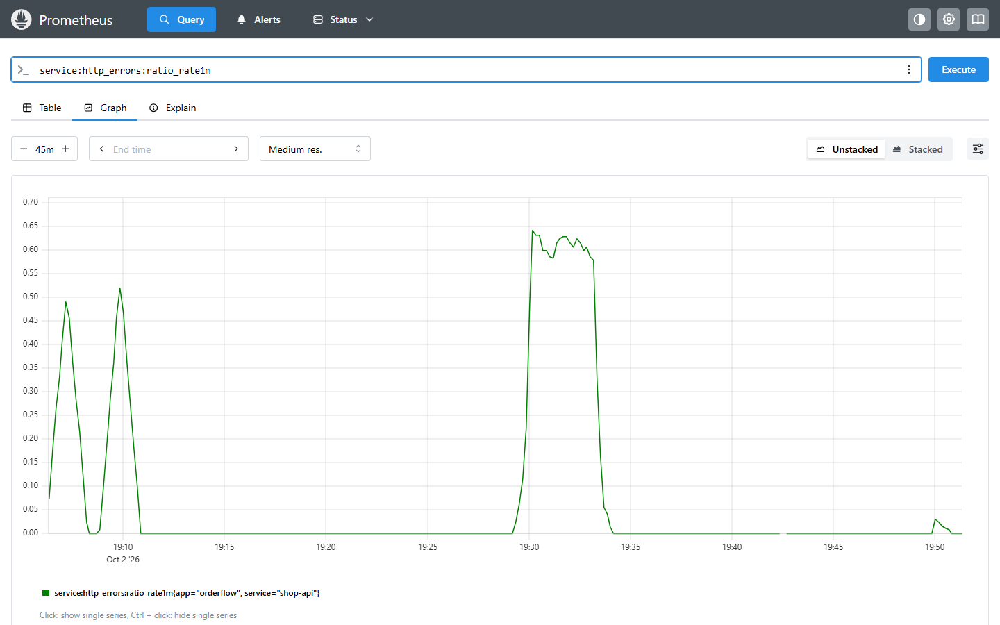 Prometheus Query Alerts Status
service:http_errors:ratio_rate1m Execute
Table Graph Explain
45m End time Medium res. Unstacked Stacked
0.70
0.65
0.60
0.55
0.50
0.45
0.40
0.35
0.30
0.25
0.20
0.15
0.10
0.05
0.00
19:10 19:15 19:20 19:25 19:30 19:35 19:40 19:45 19:50
Oct 2 '26
service:http_errors:ratio_rate1m{app="orderflow", service="shop-api"}
Click: show single series, Ctrl + click: hide single series